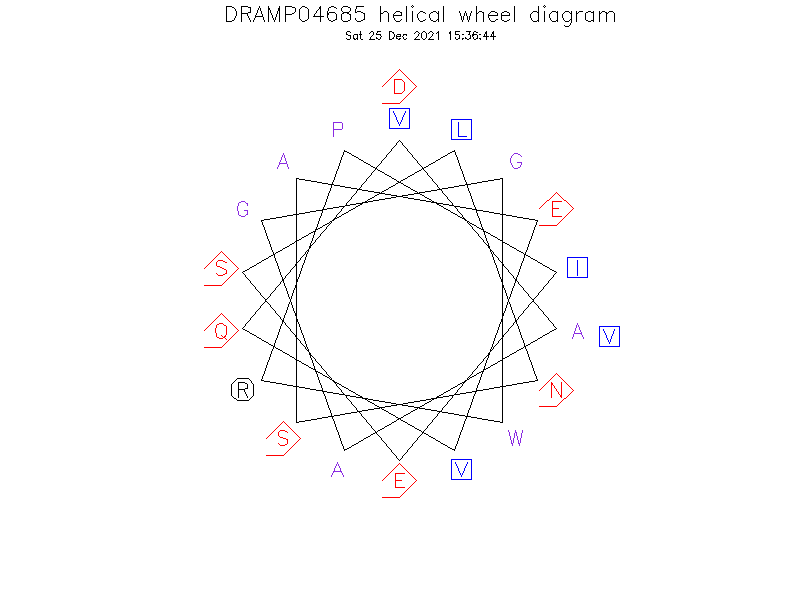 DRAMP04685 helical wheel diagram
Sat 25 Dec 2021 15:36:44
D
V
P L
A G
G E
S I
Q A V
R N
S W
A V
E